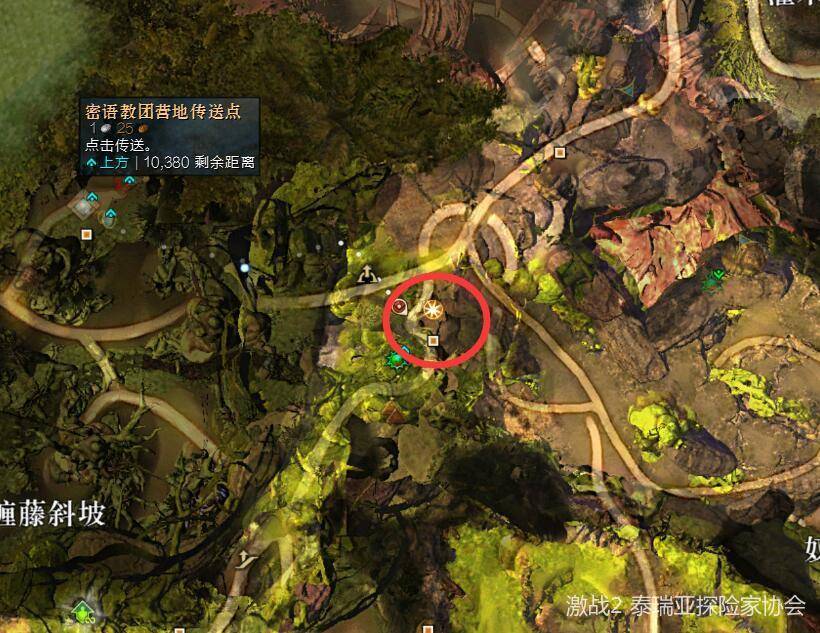 密语教团营地传送点
1 25
点击传送。
上方 | 10,380 剩余距离
缠藤斜坡
激战2 泰瑞亚探险家协会